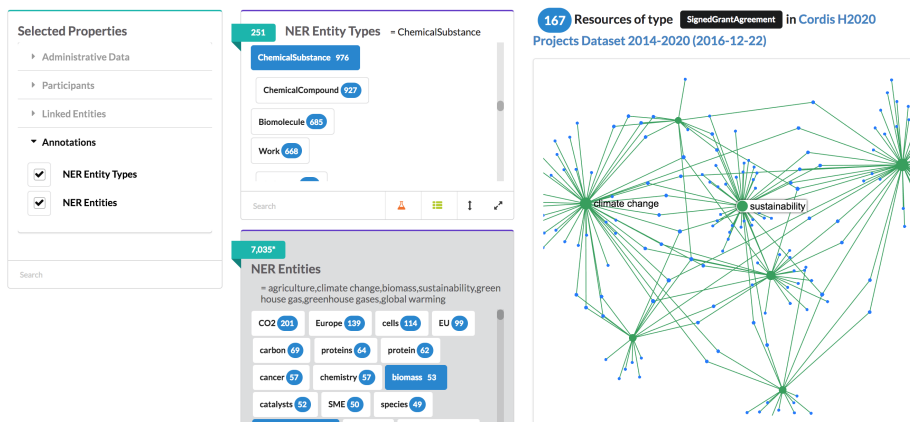 Selected Properties
Administrative Data
Participants
Linked Entities
Annotations
NER Entity Types
NER Entities
Search
251 NER Entity Types = ChemicalSubstance
ChemicalSubstance 976
ChemicalCompound 927
Biomolecule 685
Work 668
Search
7,035*
NER Entities
= agriculture,climate change,biomass,sustainability,green
house gas,greenhouse gases,global warming
CO2 201 Europe 139 cells 114 EU 99
carbon 69 proteins 64 protein 62
cancer 57 chemistry 57 biomass 53
catalysts 52 SME 50 species 49
167 Resources of type SignedGrantAgreement in Cordis H2020
Projects Dataset 2014-2020 (2016-12-22)
climate change
sustainability